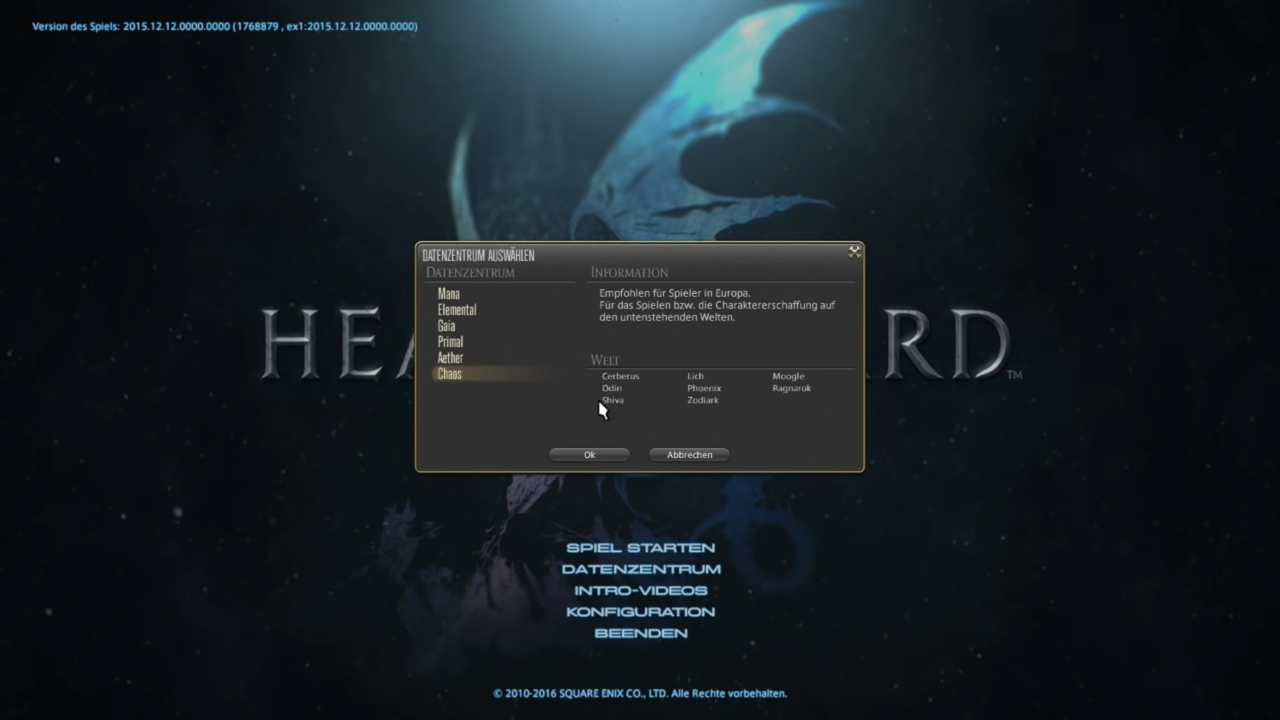 Version des Spiels: 2015.12.12.0000.0000 (1768879 , ex1:2015.12.12.0000.0000)
HEA RD™
DATENZENTRUM AUSWÄHLEN
DATENZENTRUM
Mana
Elemental
Gaia
Primal
Aether
Chaos
INFORMATION
Empfohlen für Spieler in Europa.
Für das Spielen bzw. die Charaktererschaffung auf
den untenstehenden Welten.
WELT
Cerberus Lich Moogle
Odin Phoenix Ragnarok
Shiva Zodiark
Ok Abbrechen
SPIEL STARTEN
DATENZENTRUM
INTRO-VIDEOS
KONFIGURATION
BEENDEN
© 2010-2016 SQUARE ENIX CO., LTD. Alle Rechte vorbehalten.